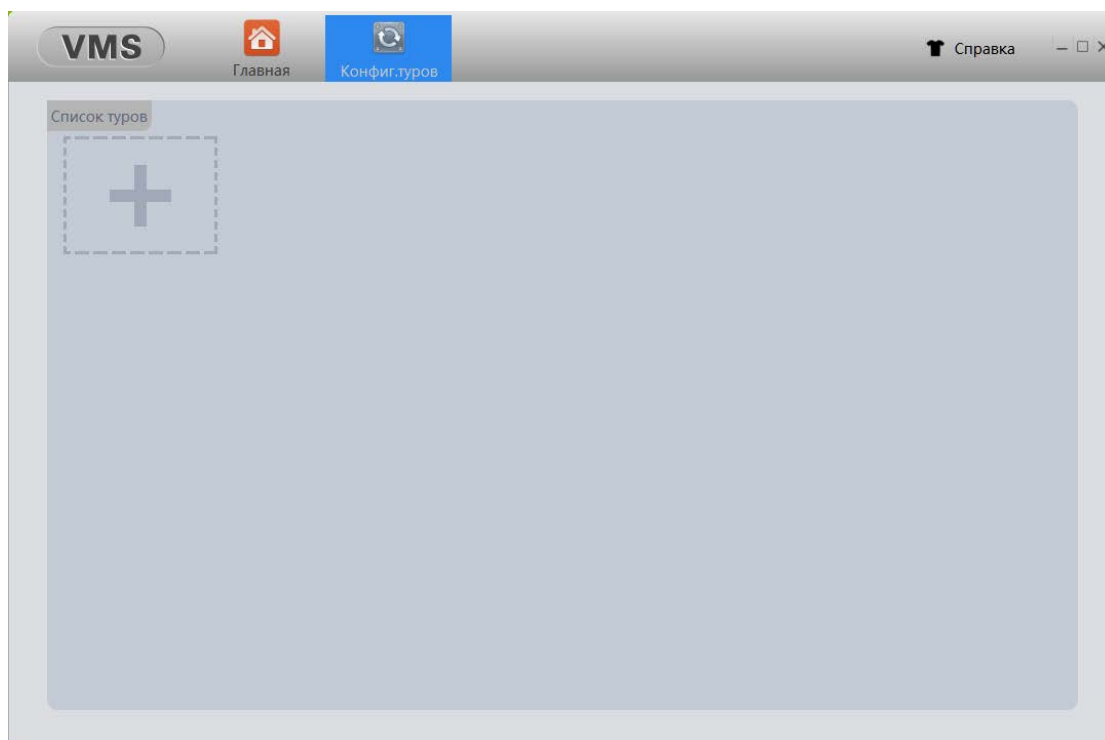 VMS
Главная
Конфиг.туров
Справка
Список туров